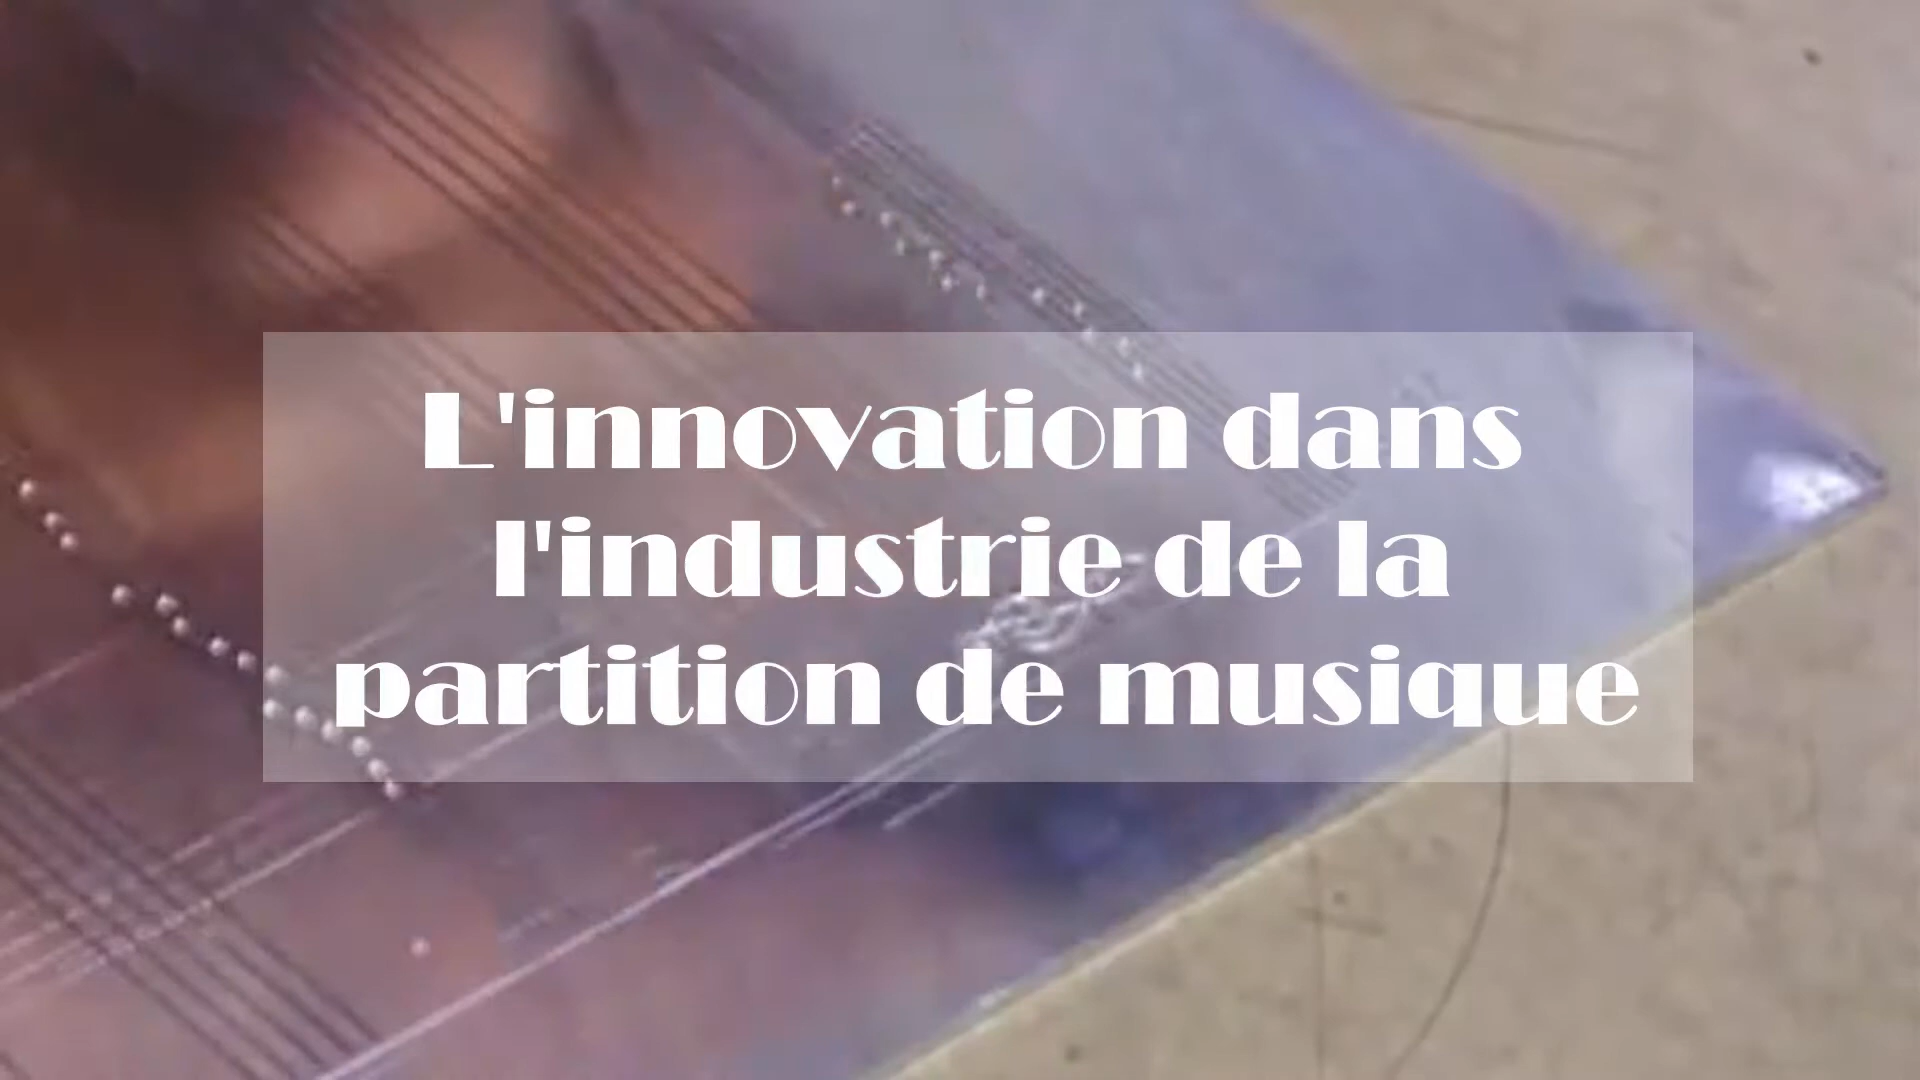 L'innovation dans
l'industrie de la
partition de musique